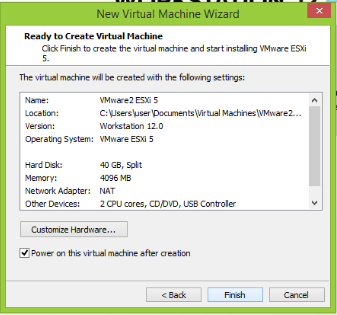 New Virtual Machine Wizard
Ready to Create Virtual Machine
Click Finish to create the virtual machine and start installing VMware ESXi
5.
The virtual machine will be created with the following settings:
Name: VMware2 ESXi 5
Location: C:\Users\user\Documents\Virtual Machines\VMware2...
Version: Workstation 12.0
Operating System: VMware ESXi 5
Hard Disk: 40 GB, Split
Memory: 4096 MB
Network Adapter: NAT
Other Devices: 2 CPU cores, CD/DVD, USB Controller
Customize Hardware...
Power on this virtual machine after creation
< Back Finish Cancel